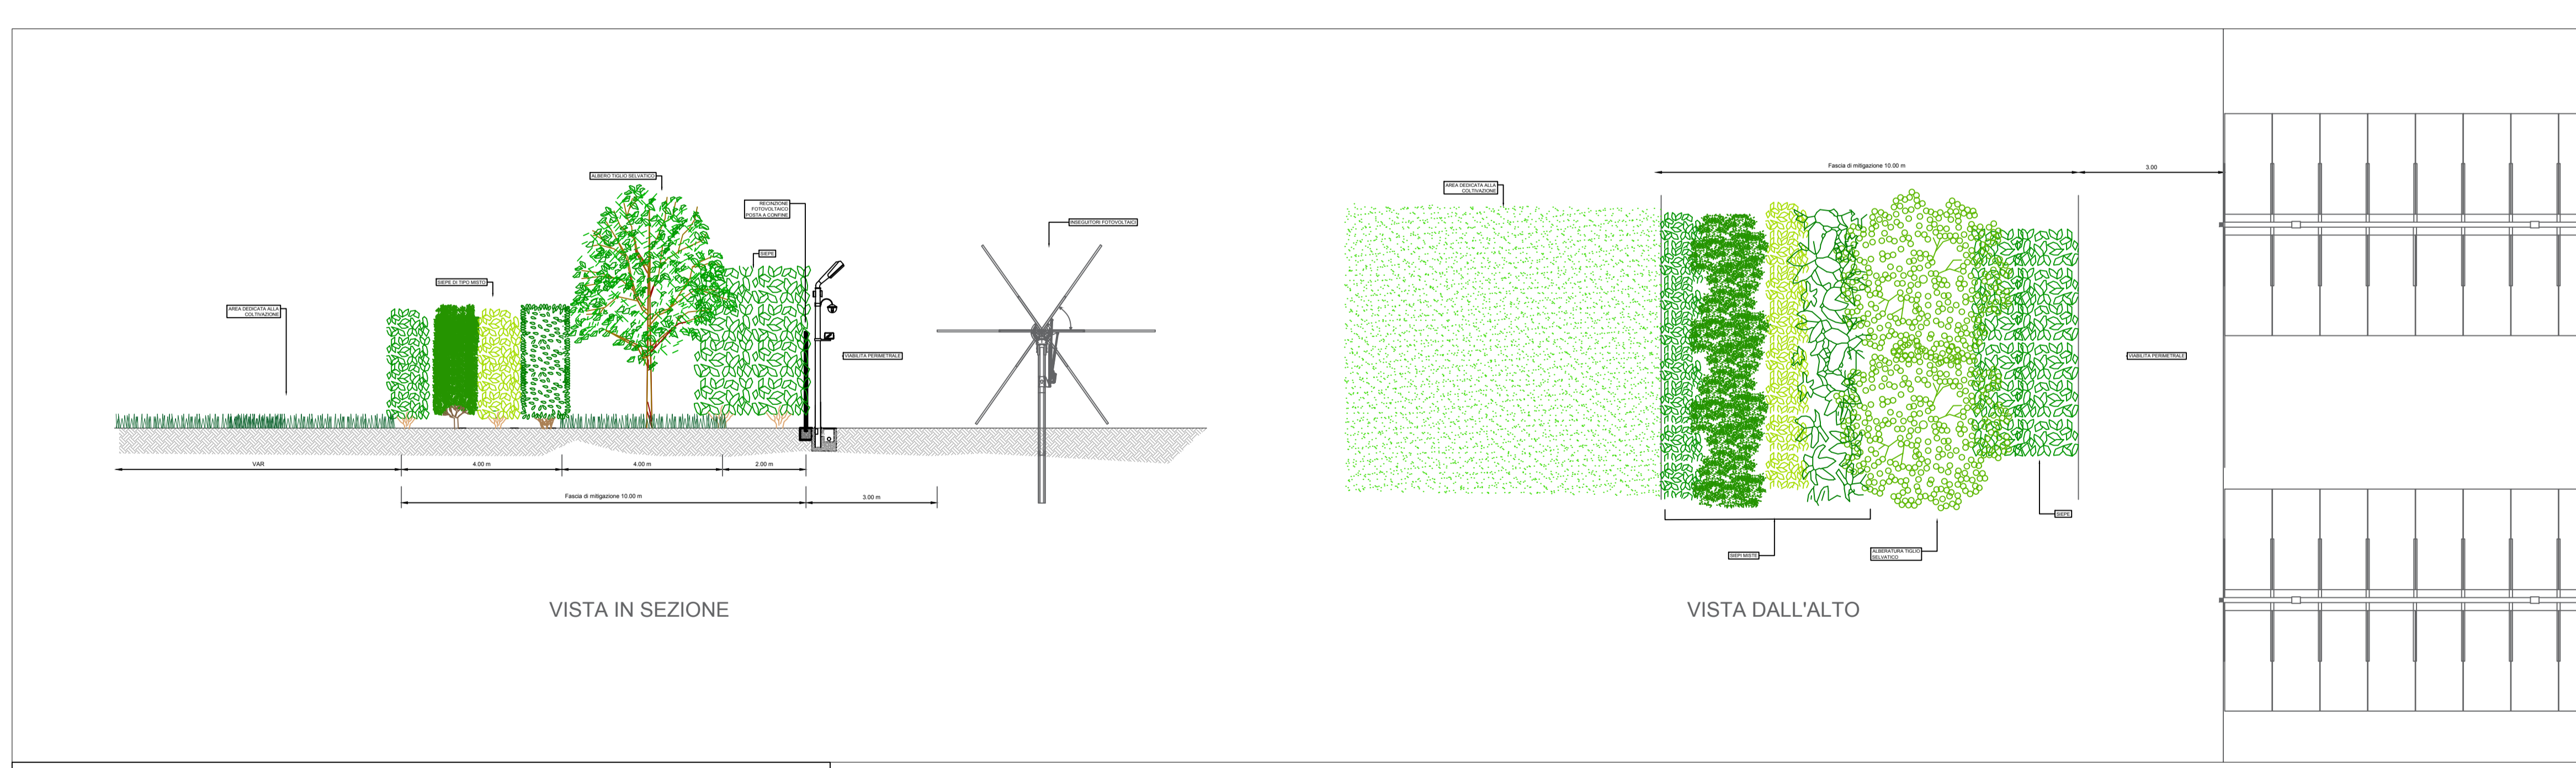 ALBERO TIGLIO SELVATICO
RECINZIONE
FOTOVOLTAICO
POSTA A CONFINE
INSEGUITORI FOTOVOLTAICI
SIEPE
SIEPE DI TIPO MISTO
AREA DEDICATA ALLA
COLTIVAZIONE
VIABILITA PERIMETRALE
VAR
4.00 m
4.00 m
2.00 m
Fascia di mitigazione 10.00 m
3.00 m
VISTA IN SEZIONE
Fascia di mitigazione 10.00 m
3.00
AREA DEDICATA ALLA
COLTIVAZIONE
VIABILITA PERIMETRALE
SIEPE
SIEPI MISTE
ALBERATURA TIGLIO
SELVATICO
VISTA DALL'ALTO